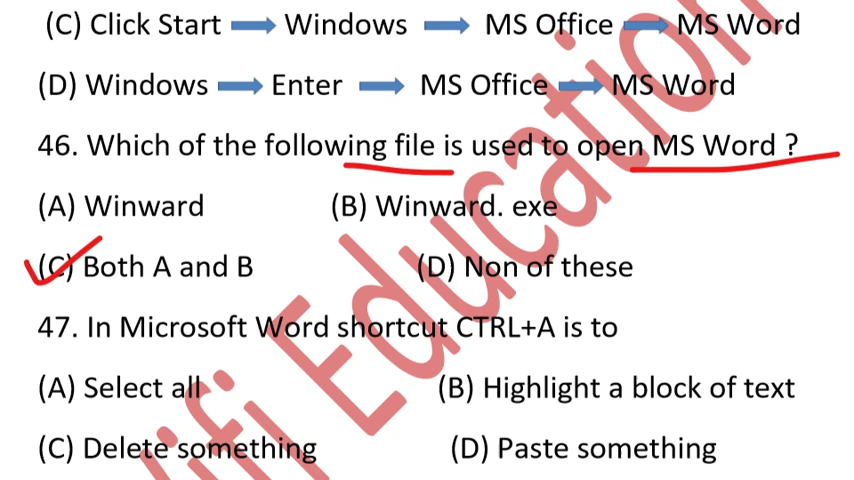 (C) Click Start Windows MS Office MS Word
(D) Windows Enter MS Office MS Word
46. Which of the following file is used to open MS Word ?
(A) Winward (B) Winward. exe
(C) Both A and B (D) Non of these
47. In Microsoft Word shortcut CTRL+A is to
(A) Select all (B) Highlight a block of text
(C) Delete something (D) Paste something
ifi Education